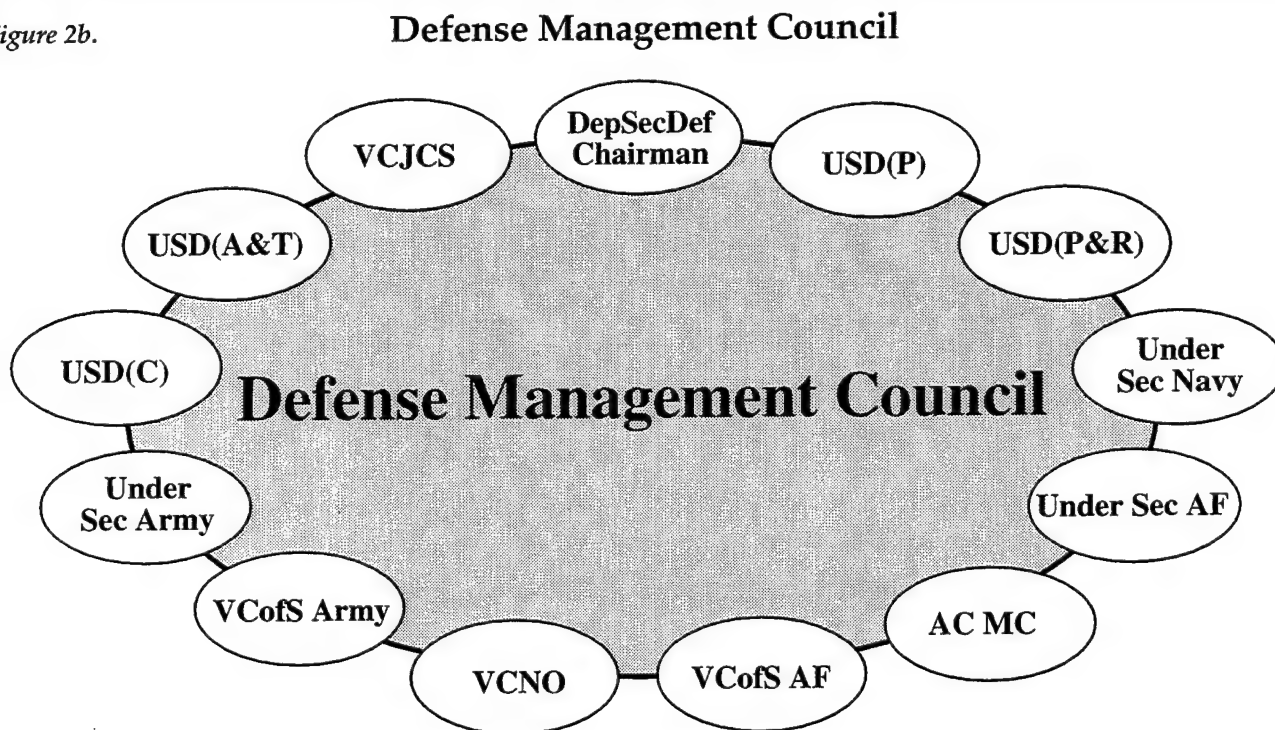 igure 2b.
Defense Management Council
DepSecDef
Chairman
VCJCS
USD(P)
USD(A&T)
USD(P&R)
USD(C)
Under
Sec Navy
Defense Management Council
Under
Sec Army
Under Sec AF
VCofS Army
AC MC
VCNO
VCofS AF